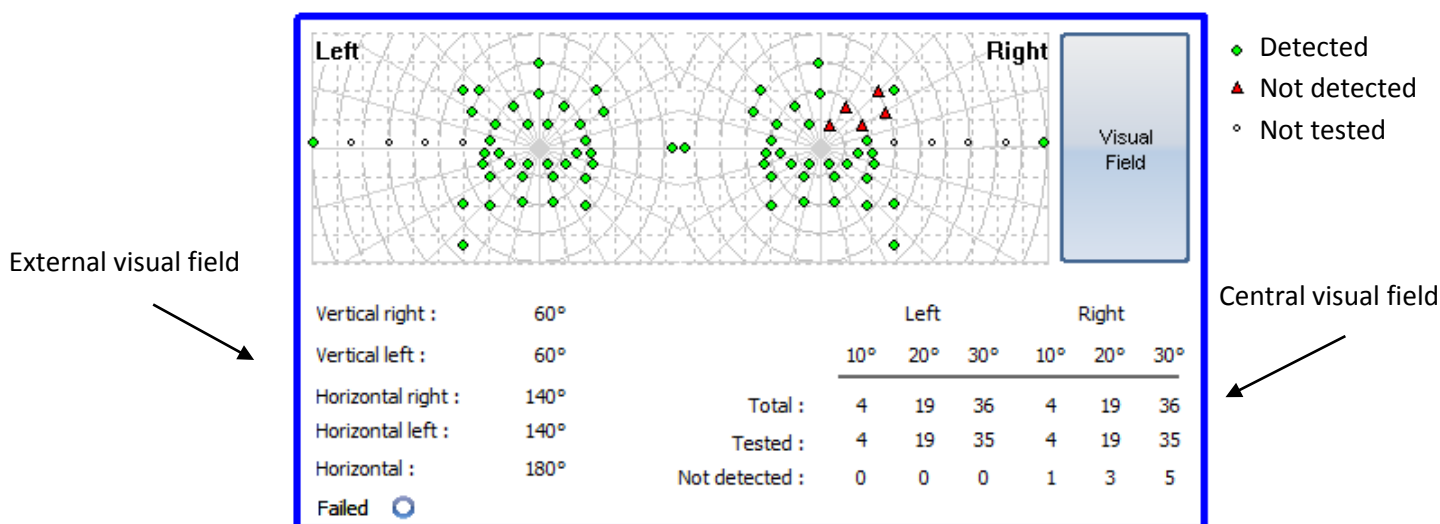 Left
Right
Visual
Field
Detected
Not detected
Not tested
External visual field
Central visual field
Vertical right : 60°
Vertical left : 60°
Horizontal right : 140°
Horizontal left : 140°
Horizontal : 180°
Failed
Left Right
10° 20° 30° 10° 20° 30°
Total : 4 19 36 4 19 36
Tested : 4 19 35 4 19 35
Not detected : 0 0 0 1 3 5